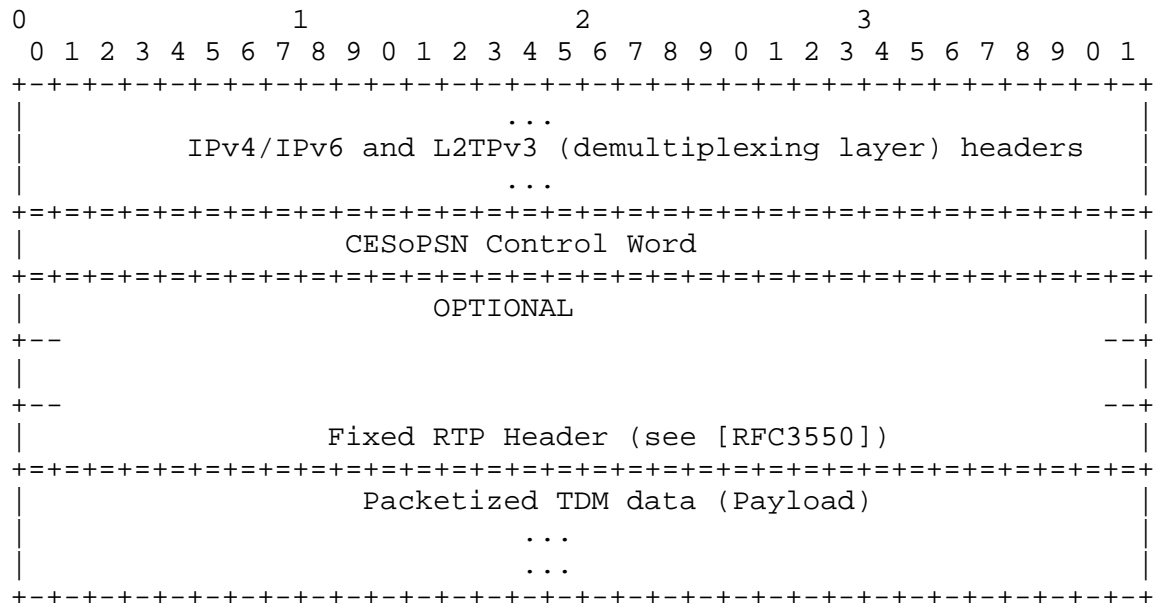 0                   1                   2                   3
 0 1 2 3 4 5 6 7 8 9 0 1 2 3 4 5 6 7 8 9 0 1 2 3 4 5 6 7 8 9 0 1
+-+-+-+-+-+-+-+-+-+-+-+-+-+-+-+-+-+-+-+-+-+-+-+-+-+-+-+-+-+-+-+-+
|                           ...                                 |
|         IPv4/IPv6 and L2TPv3 (demultiplexing layer) headers   |
|                           ...                                 |
+=+=+=+=+=+=+=+=+=+=+=+=+=+=+=+=+=+=+=+=+=+=+=+=+=+=+=+=+=+=+=+=+
|                  CESoPSN Control Word                         |
+=+=+=+=+=+=+=+=+=+=+=+=+=+=+=+=+=+=+=+=+=+=+=+=+=+=+=+=+=+=+=+=+
|                       OPTIONAL                                |
+--                                                           --+
|                                                               |
+--                                                           --+
|                 Fixed RTP Header (see [RFC3550])              |
+=+=+=+=+=+=+=+=+=+=+=+=+=+=+=+=+=+=+=+=+=+=+=+=+=+=+=+=+=+=+=+=+
|                   Packetized TDM data (Payload)               |
|                            ...                                |
|                            ...                                |
+-+-+-+-+-+-+-+-+-+-+-+-+-+-+-+-+-+-+-+-+-+-+-+-+-+-+-+-+-+-+-+-+